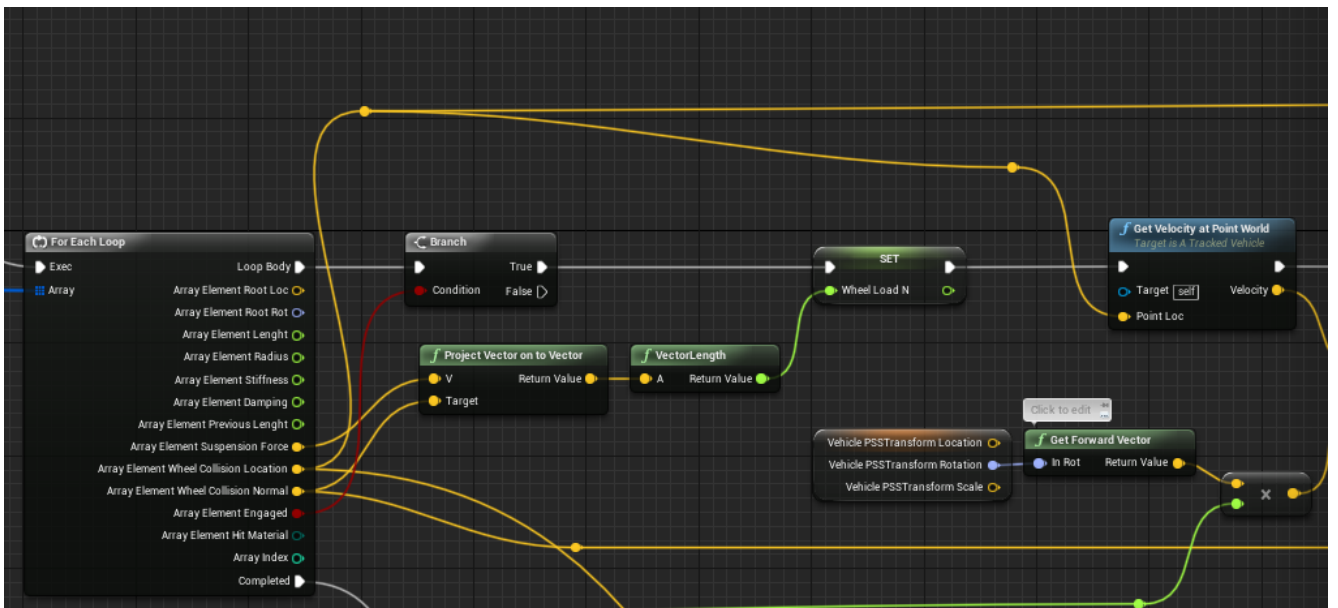 For Each Loop
Exec
Loop Body
Array
Array Element Root Loc
Array Element Root Rot
Array Element Lenght
Array Element Radius
Array Element Stiffness
Array Element Damping
Array Element Previous Lenght
Array Element Suspension Force
Array Element Wheel Collision Location
Array Element Wheel Collision Normal
Array Element Engaged
Array Element Hit Material
Array Index
Completed
Branch
True
Condition
False
Project Vector on to Vector
V
Return Value
Target
VectorLength
A
Return Value
SET
Wheel Load N
Get Velocity at Point World
Target is A Tracked Vehicle
Target self
Velocity
Point Loc
Vehicle PSSTransform Location
Vehicle PSSTransform Rotation
Vehicle PSSTransform Scale
Click to edit
Get Forward Vector
In Rot
Return Value
X